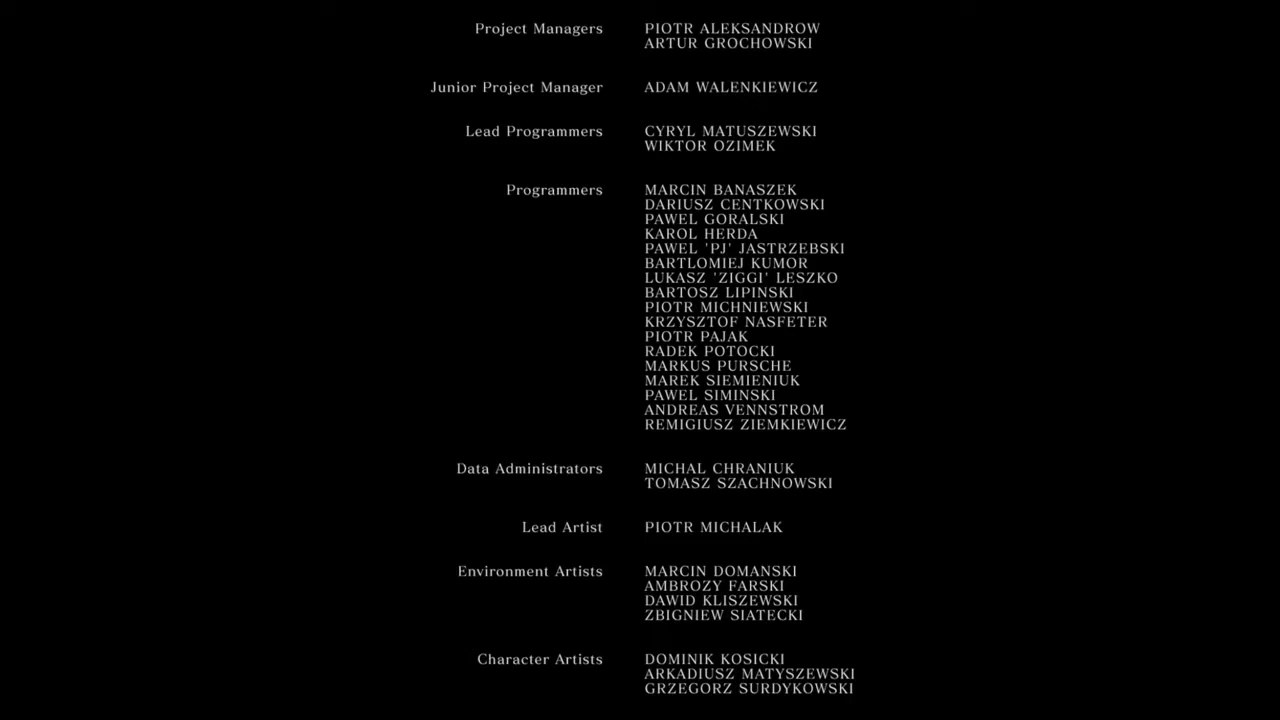 Project Managers PIOTR ALEKSANDROW
ARTUR GROCHOWSKI
Junior Project Manager ADAM WALENKIEWICZ
Lead Programmers CYRYL MATUSZEWSKI
WIKTOR OZIMEK
Programmers MARCIN BANASZEK
DARIUSZ CENTKOWSKI
PAWEL GORALSKI
KAROL HERDA
PAWEL 'PJ' JASTRZEBSKI
BARTLOMIEJ KUMOR
LUKASZ 'ZIGGI' LESZKO
BARTOSZ LIPINSKI
PIOTR MICHNIEWSKI
KRZYSZTOF NASFETER
PIOTR PAJAK
RADEK POTOCKI
MARKUS PURSCHE
MAREK SIEMIENIUK
PAWEL SIMINSKI
ANDREAS VENNSTROM
REMIGIUSZ ZIEMKIEWICZ
Data Administrators MICHAL CHRANIUK
TOMASZ SZACHNOWSKI
Lead Artist PIOTR MICHALAK
Environment Artists MARCIN DOMANSKI
AMBROZY FARSKI
DAWID KLISZEWSKI
ZBIGNIEW SIATECKI
Character Artists DOMINIK KOSICKI
ARKADIUSZ MATYSZEWSKI
GRZEGORZ SURDYKOWSKI